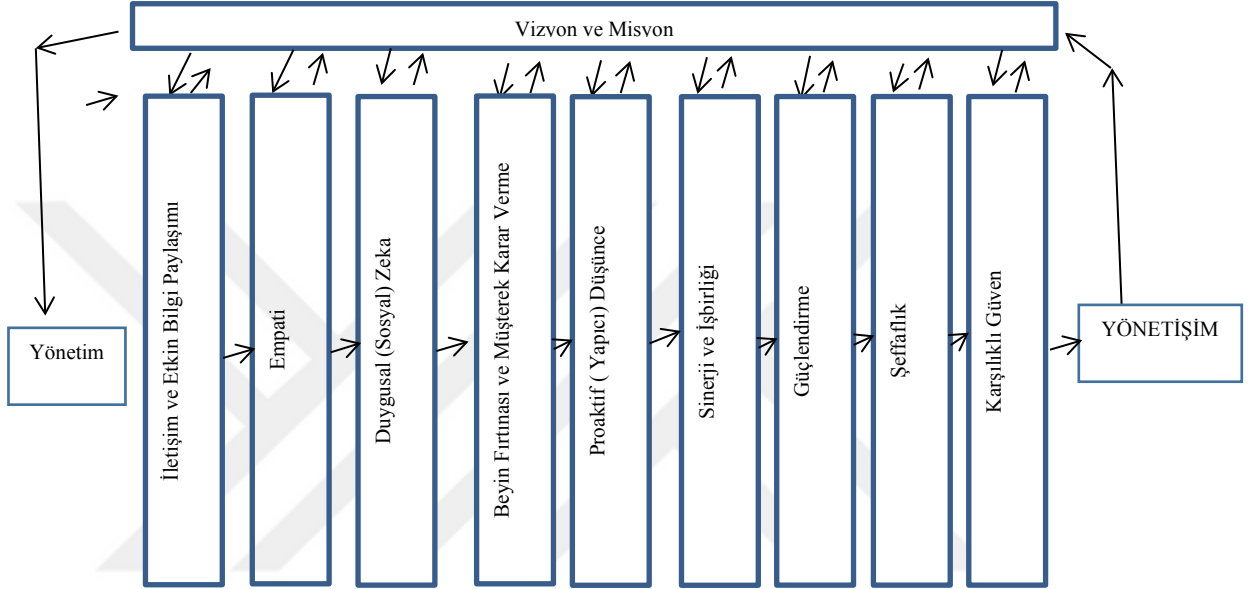 Vizyon ve Misyon
Yönetim
İletişim ve Etkin Bilgi Paylaşımı
Empati
Duygusal (Sosyal) Zeka
Beyin Fırtınası ve Müşterek Karar Verme
Proaktif ( Yapıcı) Düşünce
Sinerji ve İşbirliği
Güçlendirme
Şeffaflık
Karşılıklı Güven
YÖNETİŞİM